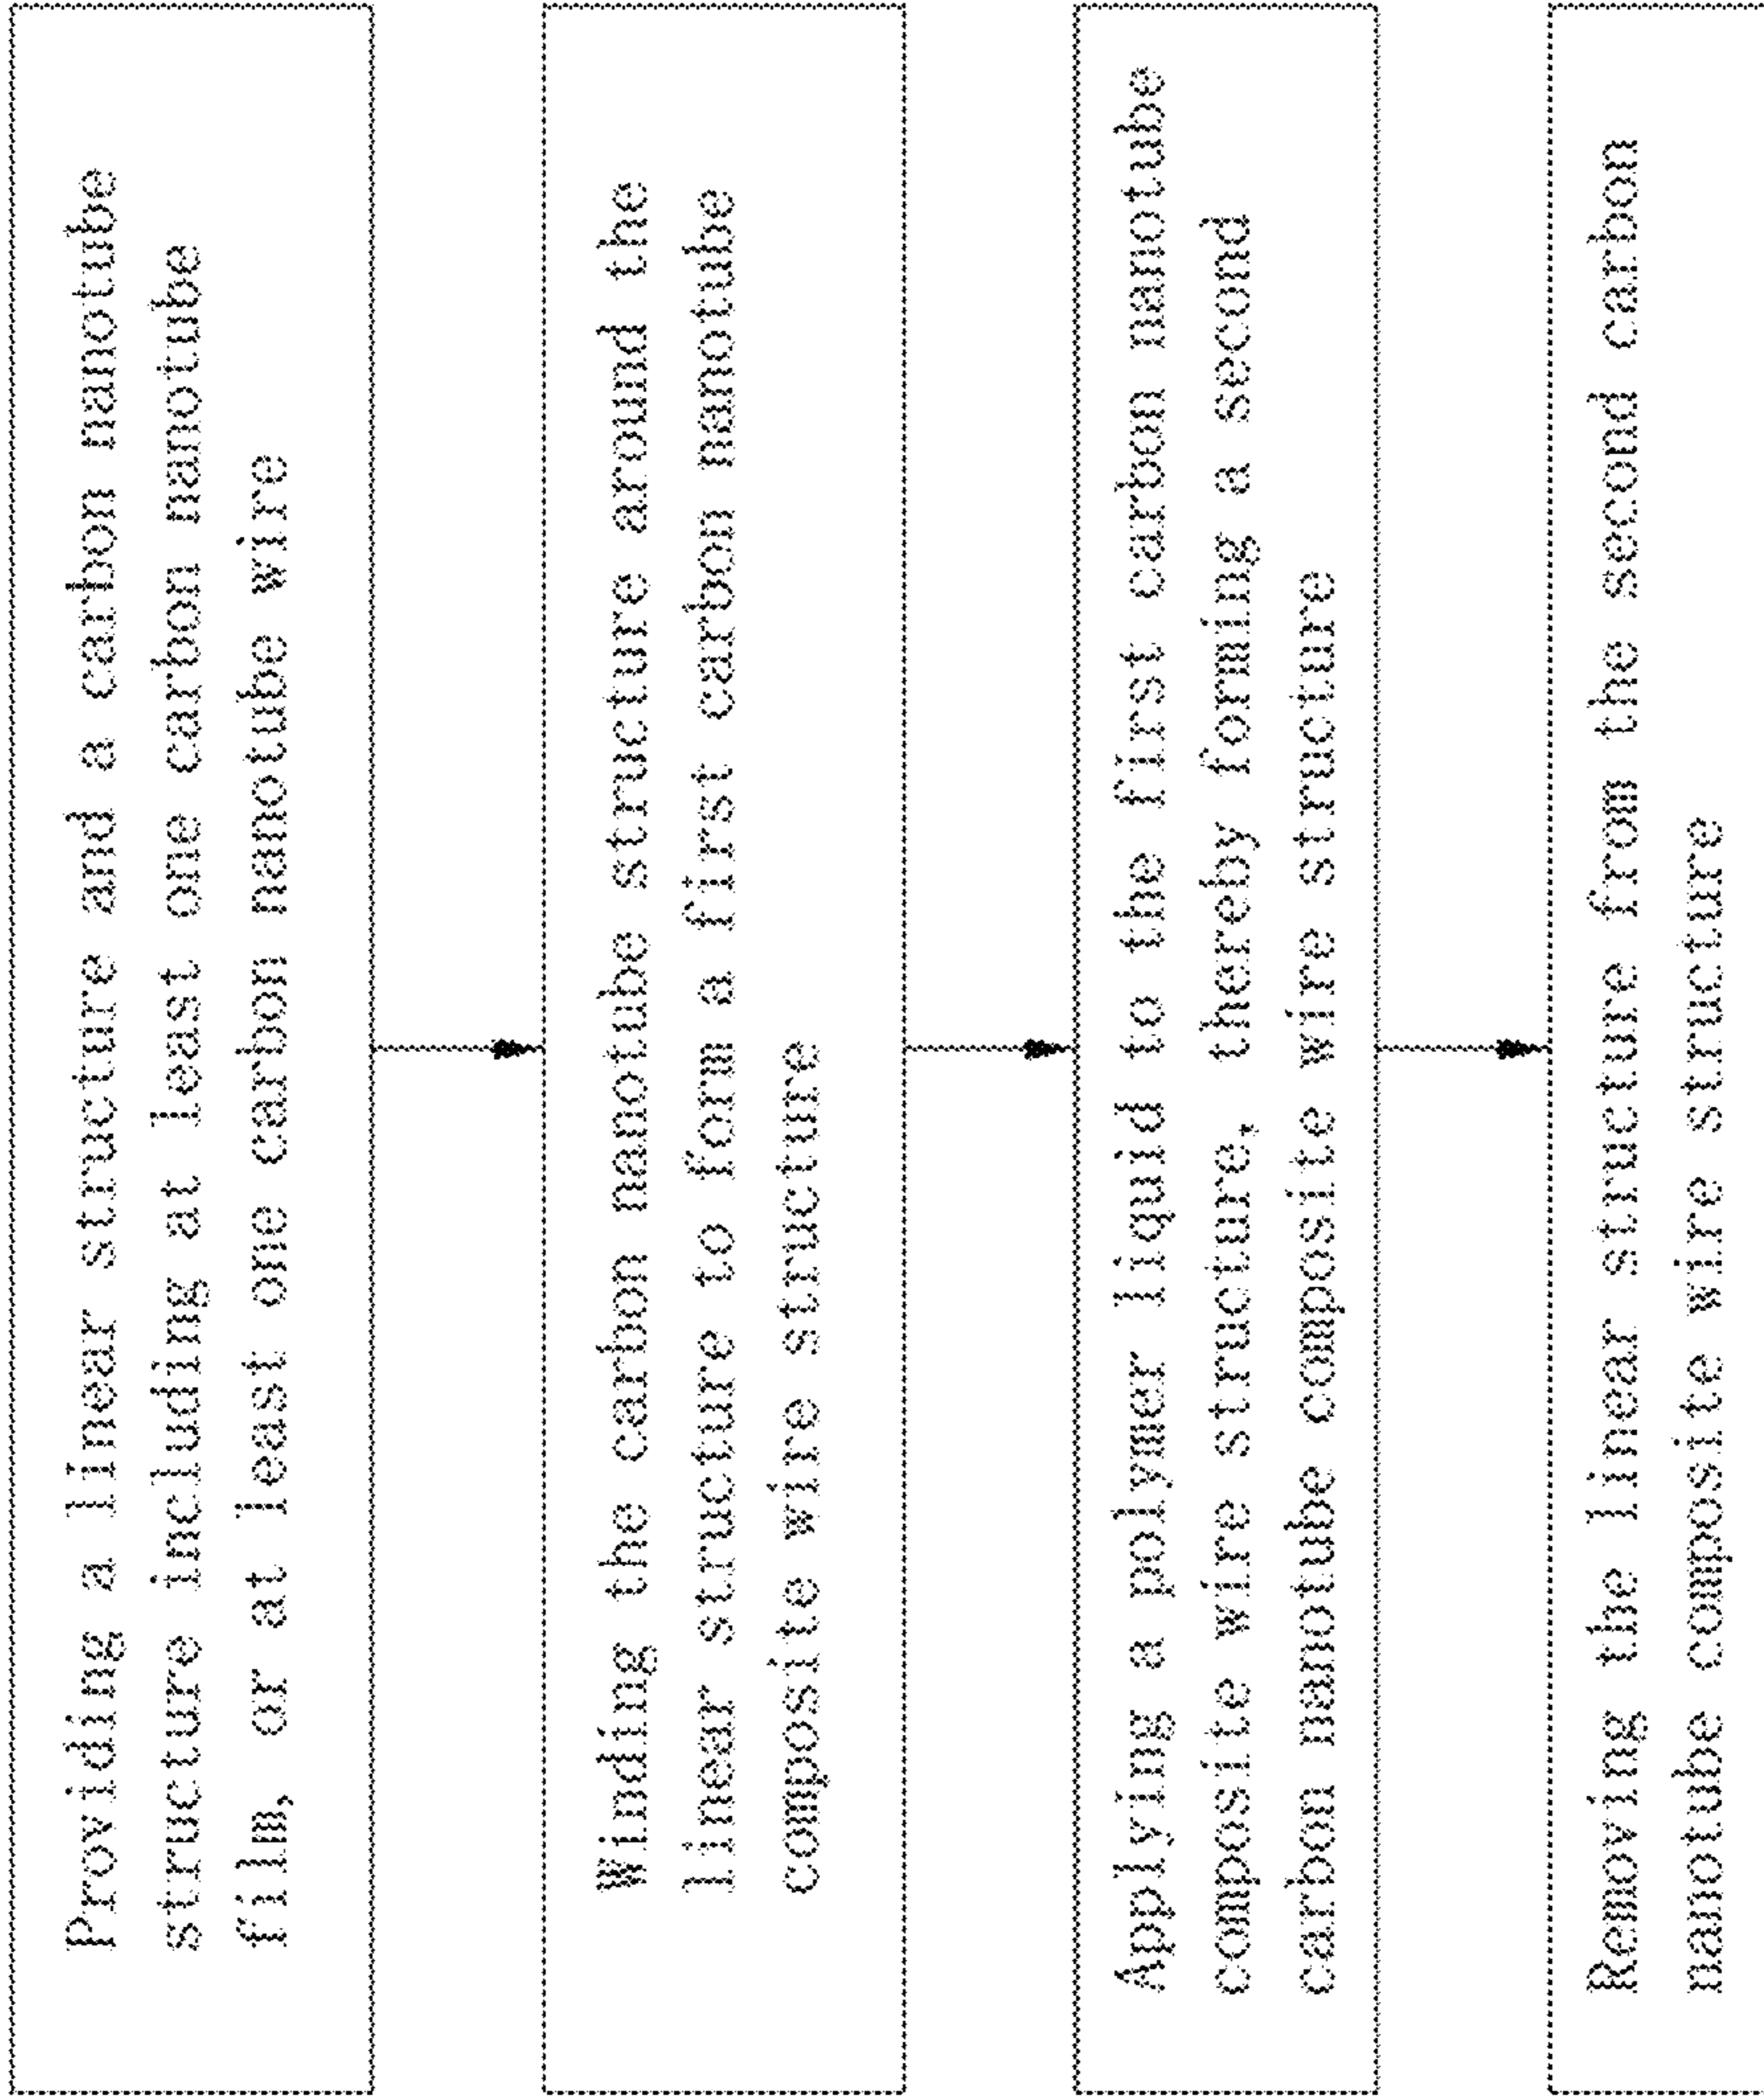 Providing a linear structure and a carbon nanotube
structure including at least one carbon nanotube
film, or at least one carbon nanotube wire
Winding the carbon nanotube structure around the
linear structure to form a first carbon nanotube
composite wire structure
Applying a polymer liquid to the first carbon nanotube
composite wire structure, thereby forming a second
carbon nanotube composite wire structure
Removing the linear structure from the second carbon
nanotube composite wire structure